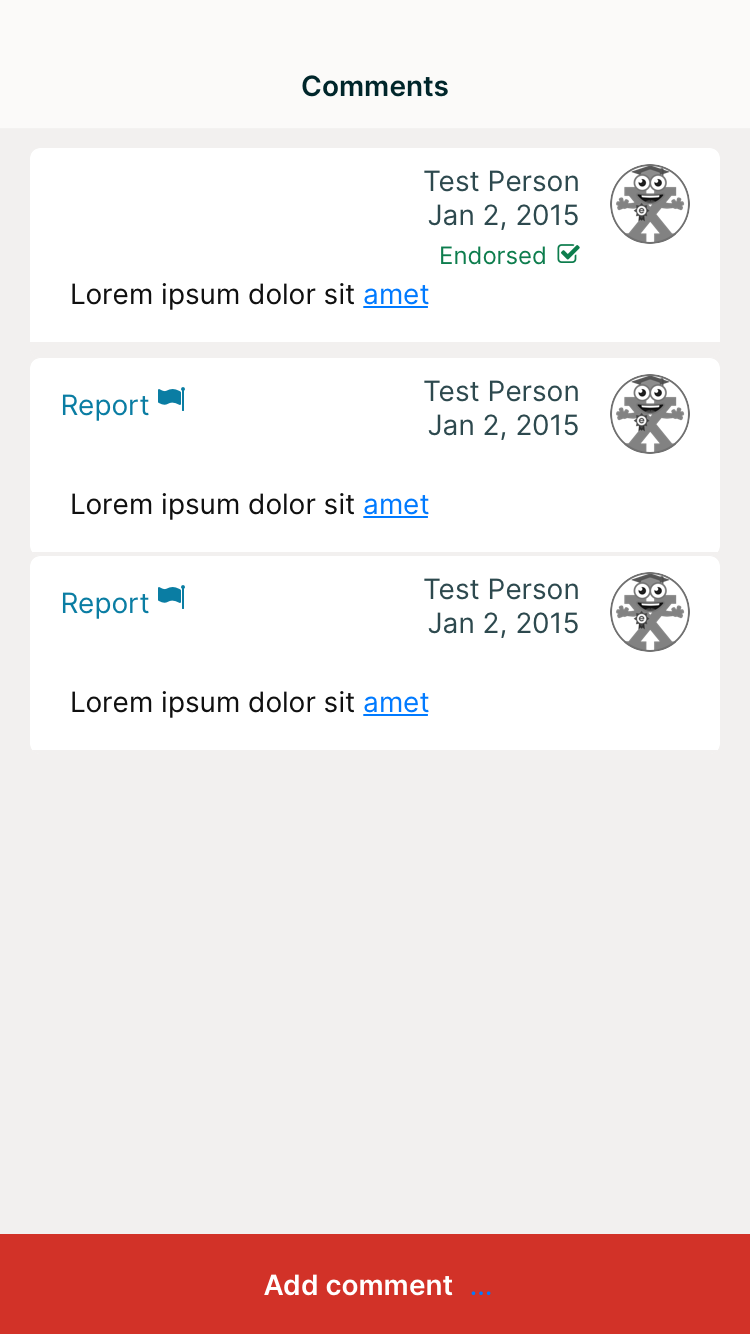 Comments
Test Person
Jan 2, 2015
Endorsed
Lorem ipsum dolor sit amet
Report
Test Person
Jan 2, 2015
Lorem ipsum dolor sit amet
Report
Test Person
Jan 2, 2015
Lorem ipsum dolor sit amet
Add comment ...